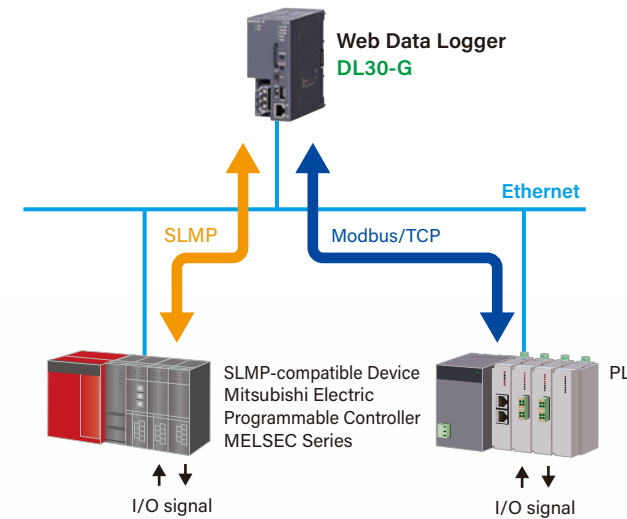 Web Data Logger
DL30-G
Ethernet
SLMP
Modbus/TCP
SLMP-compatible Device
Mitsubishi Electric
Programmable Controller
MELSEC Series
I/O signal
I/O signal